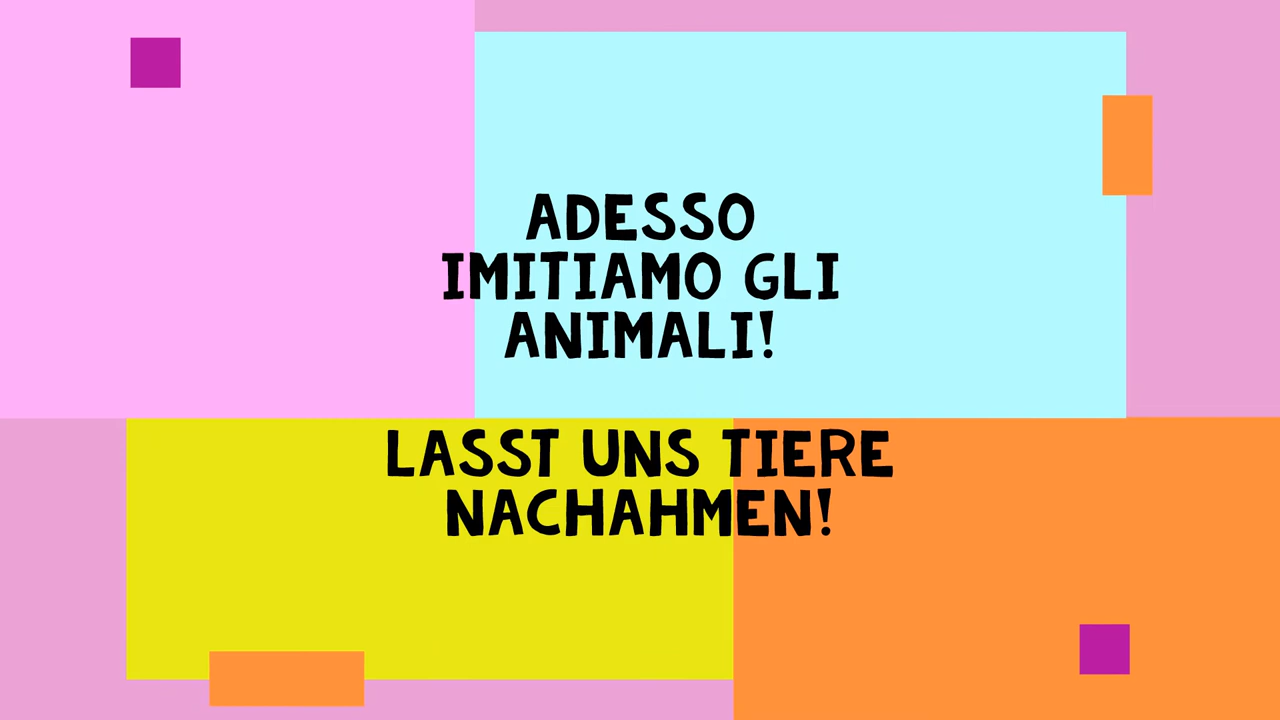 ADESSO
IMITIAMO GLI
ANIMALI!
LASST UNS TIERE
NACHAHMEN!